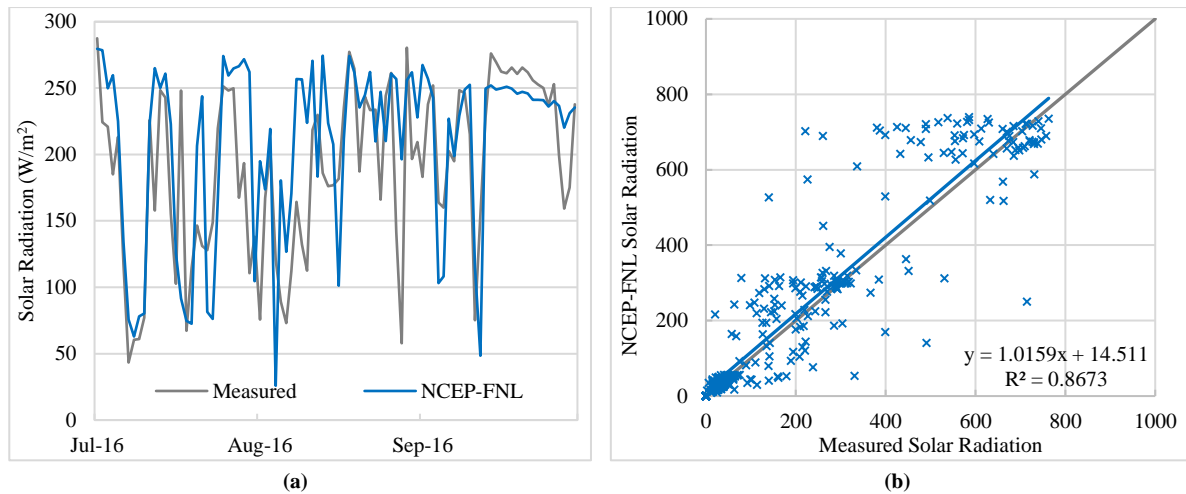 300
250
200
150
100
50
0
Solar Radiation (W/m²)
Measured
NCEP-FNL
Jul-16
Aug-16
Sep-16
(a)
1000
800
600
400
200
0
NCEP-FNL Solar Radiation
y = 1.0159x + 14.511
R² = 0.8673
0
200
400
600
800
1000
Measured Solar Radiation
(b)